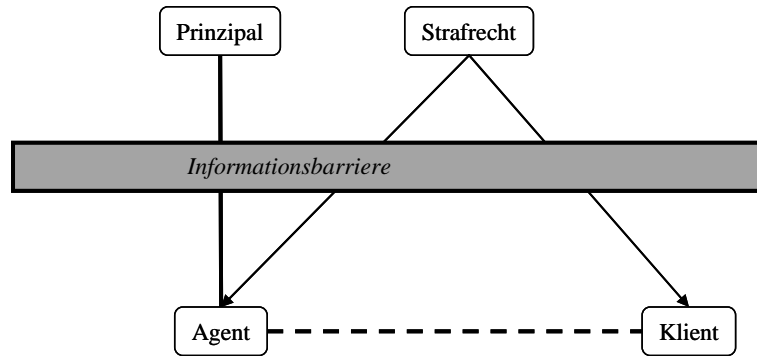 Prinzipal
Strafrecht
Informationsbarriere
Agent
Klient